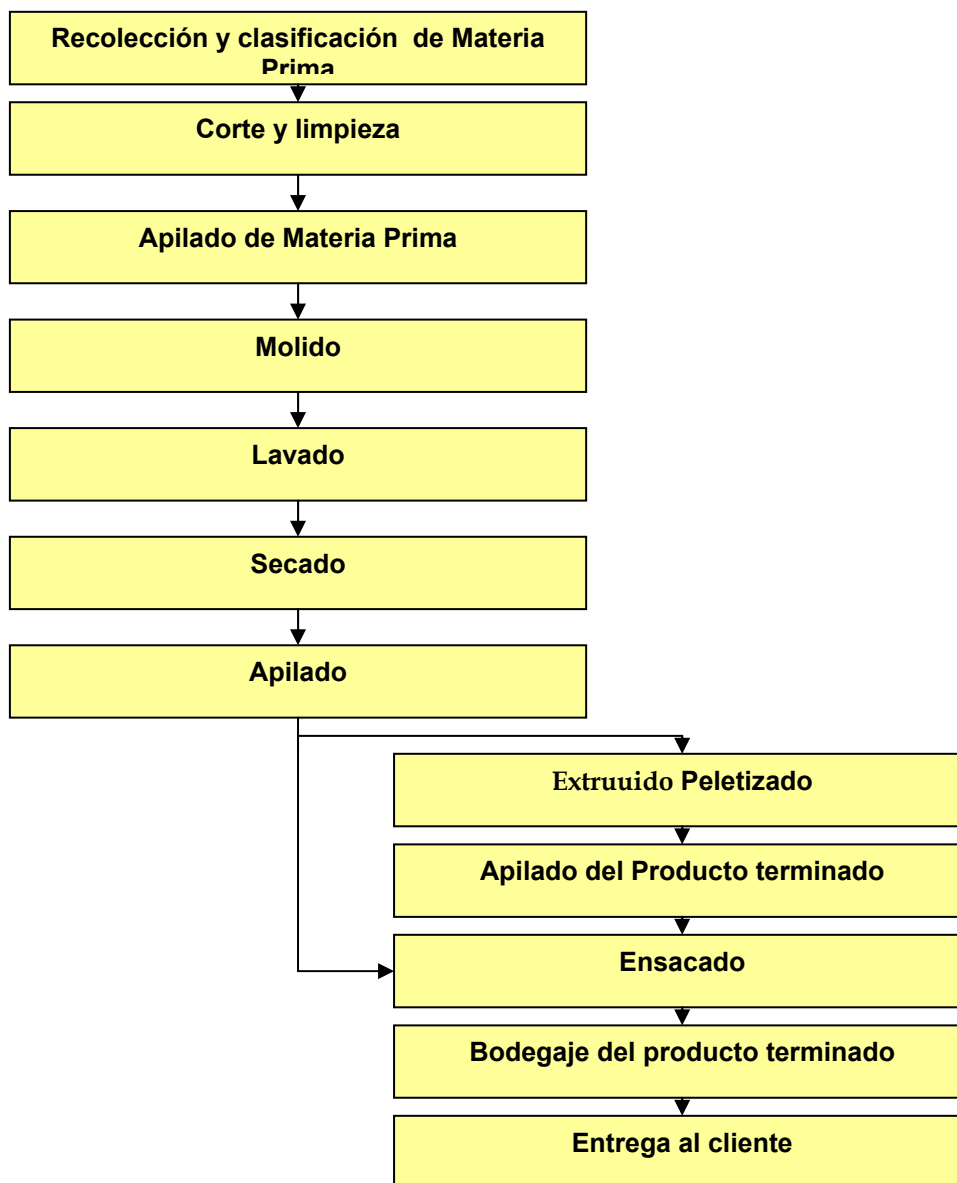 Recolección y clasificación de Materia
Prima
Corte y limpieza
Apilado de Materia Prima
Molido
Lavado
Secado
Apilado
Extruuido Peletizado
Apilado del Producto terminado
Ensacado
Bodegaje del producto terminado
Entrega al cliente